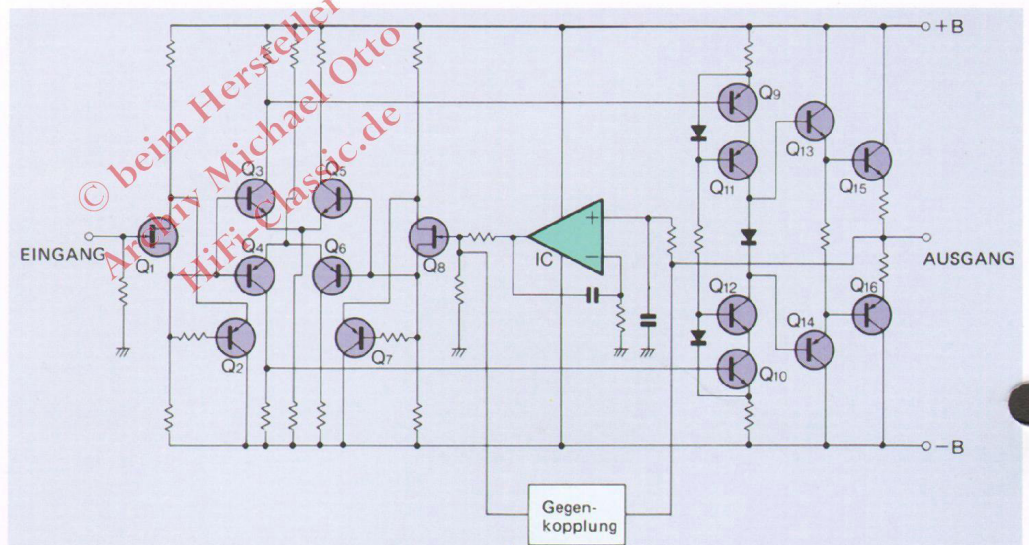 © beim Hersteller
Archiv Michael Otto
HiFi-Classic.de
+B
Q9
Q13
Q11
Q15
Q3
Q5
Q4
Q6
Q1
Q8
EINGANG
+
−
IC
AUSGANG
Q12
Q16
Q14
Q2
Q7
Q10
−B
Gegen-
kopplung